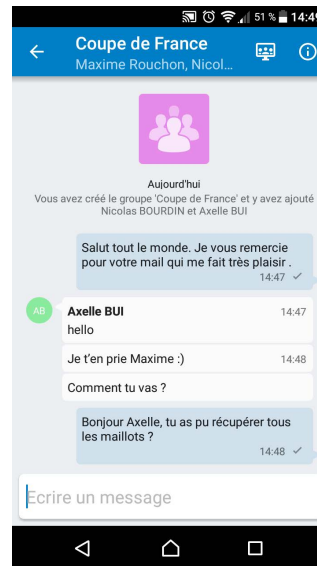 51 % 14:49
Coupe de France
Maxime Rouchon, Nicol...
Aujourd'hui
Vous avez créé le groupe 'Coupe de France' et y avez ajouté
Nicolas BOURDIN et Axelle BUI
Salut tout le monde. Je vous remercie
pour votre mail qui me fait très plaisir .
14:47
AB
Axelle BUI 14:47
hello
Je t'en prie Maxime :) 14:48
Comment tu vas ?
Bonjour Axelle, tu as pu récupérer tous
les maillots ?
14:48
Ecrire un message